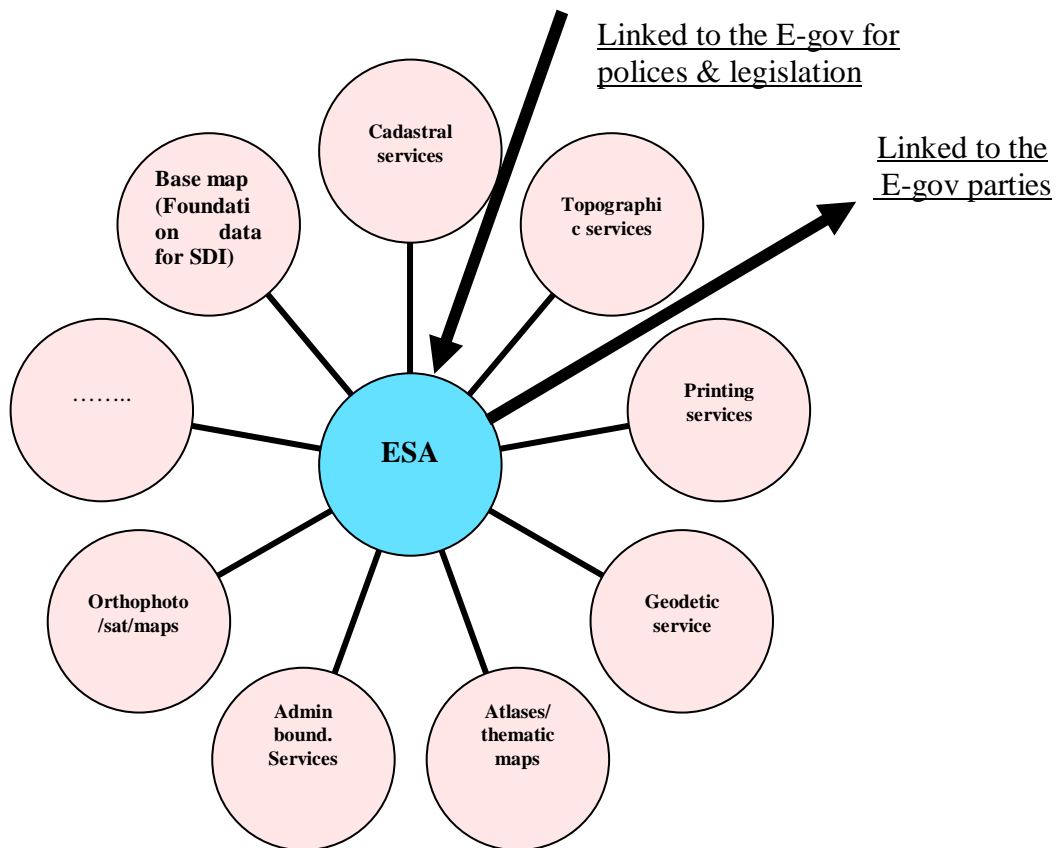 Linked to the E-gov for
polices & legislation
Linked to the
E-gov parties
Cadastral
services
Base map
(Foundati
on data
for SDI)
Topographi
c services
……..
Printing
services
ESA
Orthophoto
/sat/maps
Geodetic
service
Admin
bound.
Services
Atlases/
thematic
maps